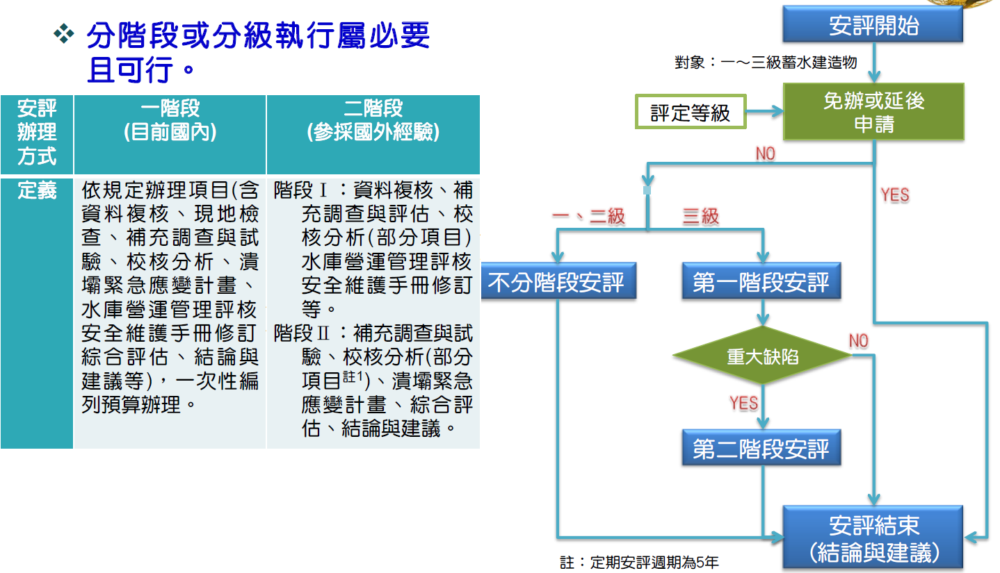 ❖ 分階段或分級執行屬必要
且可行。
安評
辦理
方式
一階段
(目前國內)
二階段
(參採國外經驗)
定義
依規定辦理項目(含
資料複核、現地檢
查、補充調查與試
驗、校核分析、潰
壩緊急應變計畫、
水庫營運管理評核
安全維護手冊修訂
綜合評估、結論與
建議等)，一次性編
列預算辦理。
階段Ⅰ：資料複核、補
充調查與評估、校
核分析(部分項目)
水庫營運管理評核
安全維護手冊修訂
等。
階段Ⅱ：補充調查與試
驗、校核分析(部分
項目註1)、潰壩緊急
應變計畫、綜合評
估、結論與建議。
安評開始
對象：一～三級蓄水建造物
評定等級
免辦或延後
申請
NO
YES
一、二級
三級
不分階段安評
第一階段安評
重大缺陷
NO
YES
第二階段安評
安評結束
(結論與建議)
註：定期安評週期為5年